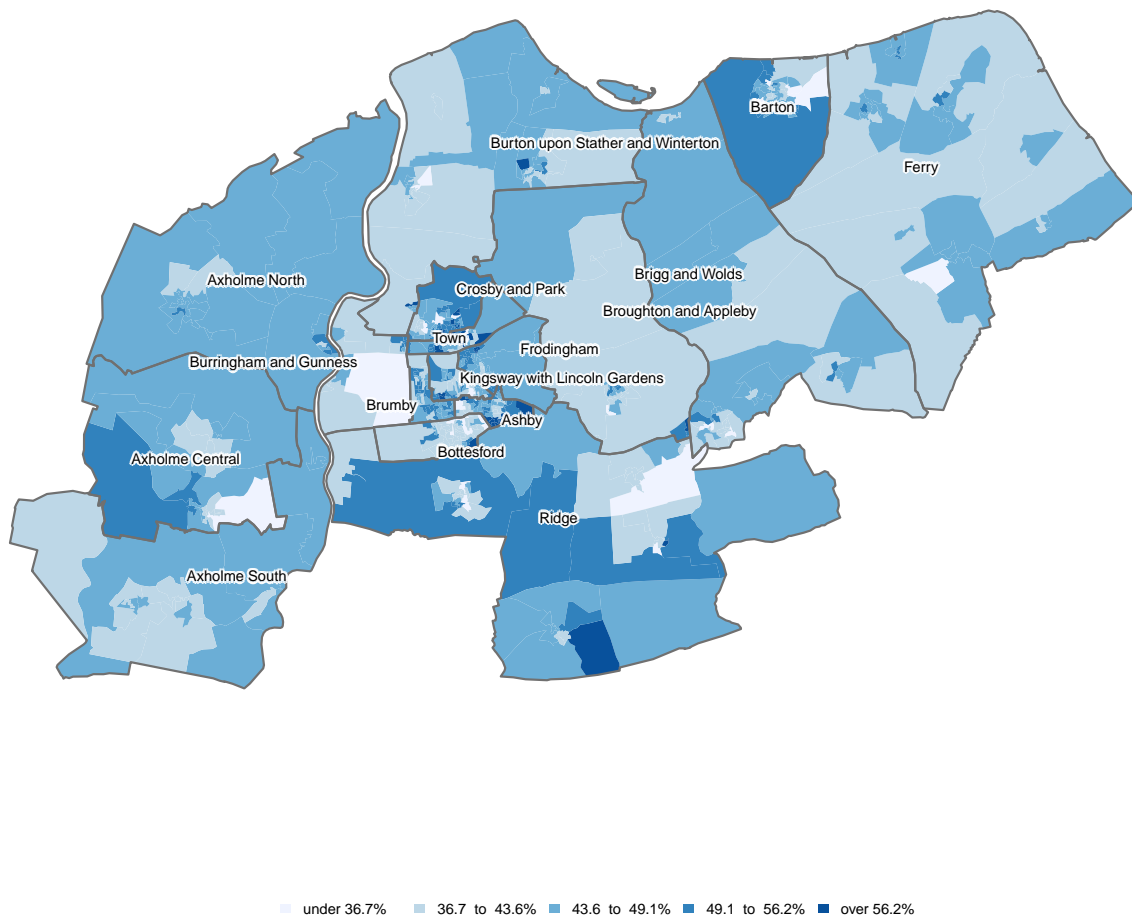 Barton
Burton upon Stather and Winterton
Ferry
Axholme North
Brigg and Wolds
Crosby and Park
Broughton and Appleby
Town
Frodingham
Burringham and Gunness
Kingsway with Lincoln Gardens
Brumby
Ashby
Bottesford
Axholme Central
Ridge
Axholme South
under 36.7% 36.7 to 43.6% 43.6 to 49.1% 49.1 to 56.2% over 56.2%